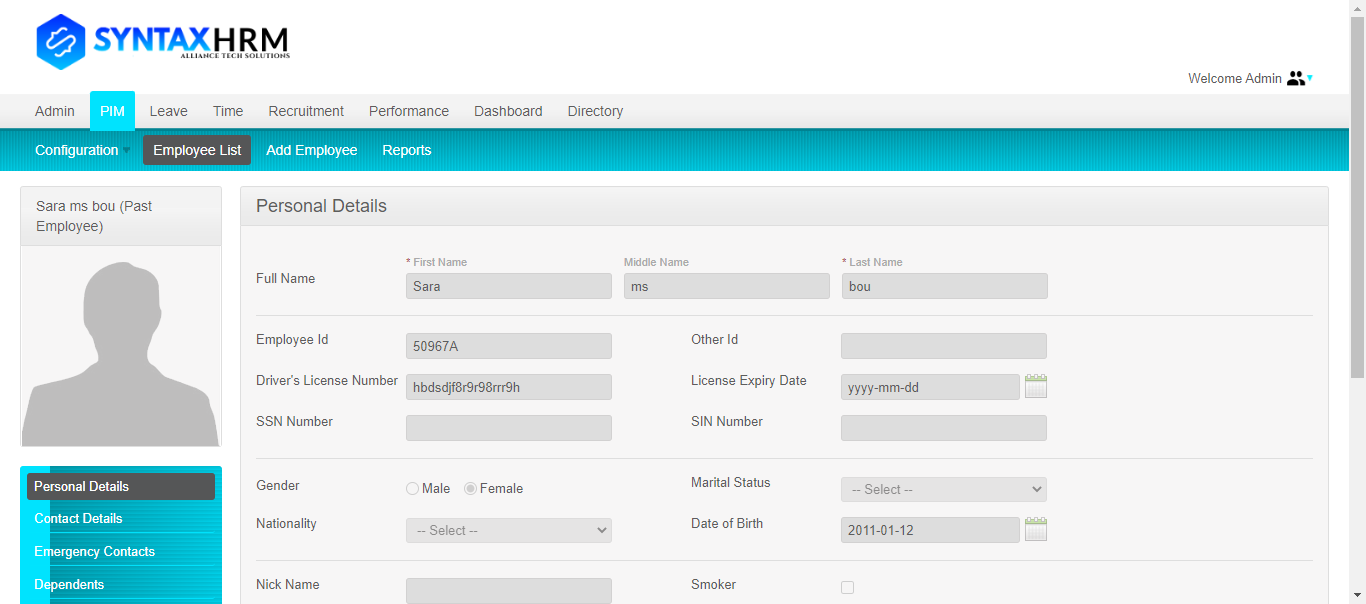 SYNTAXHRM
ALLIANCE TECH SOLUTIONS
Welcome Admin
Admin PIM Leave Time Recruitment Performance Dashboard Directory
Configuration Employee List Add Employee Reports
Sara ms bou (Past
Employee)
Personal Details
Contact Details
Emergency Contacts
Dependents
Personal Details
* First Name Middle Name * Last Name
Full Name Sara ms bou
Employee Id 50967A Other Id
Driver's License Number hbdsdjf8r9r98rrr9h License Expiry Date yyyy-mm-dd
SSN Number SIN Number
Gender Male Female Marital Status -- Select --
Nationality -- Select -- Date of Birth 2011-01-12
Nick Name Smoker